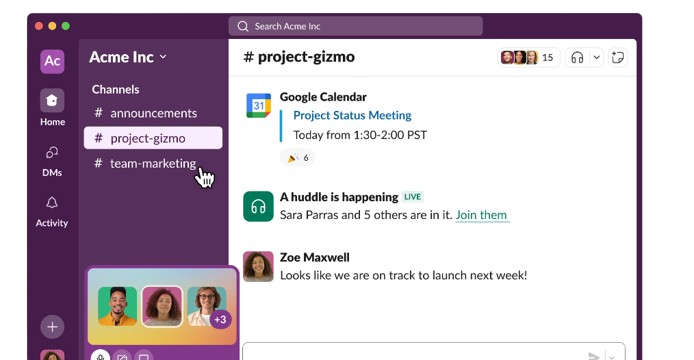 Search Acme Inc
Ac
Acme Inc
# project-gizmo
15
Channels
# announcements
# project-gizmo
# team-marketing
Home
DMs
Activity
31
Google Calendar
Project Status Meeting
Today from 1:30-2:00 PST
6
A huddle is happening LIVE
Sara Parras and 5 others are in it. Join them
Zoe Maxwell
Looks like we are on track to launch next week!
+3